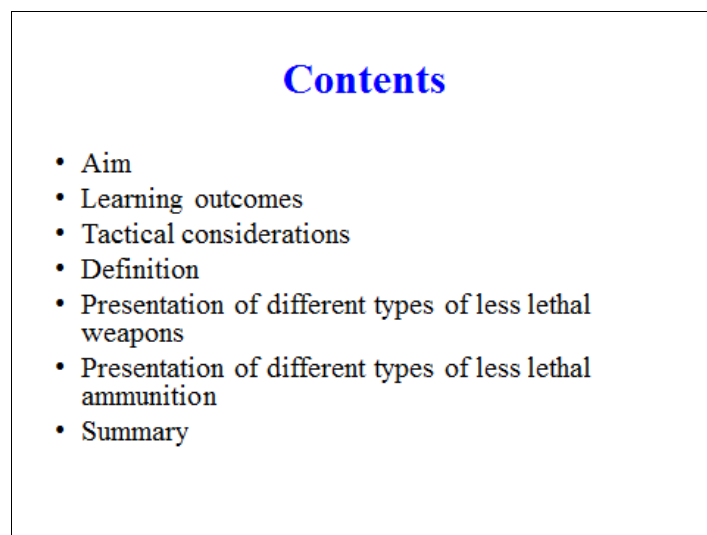 Contents
• Aim
• Learning outcomes
• Tactical considerations
• Definition
• Presentation of different types of less lethal
weapons
• Presentation of different types of less lethal
ammunition
• Summary